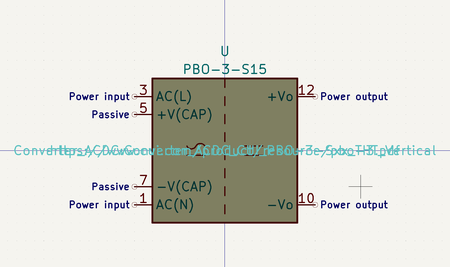 U
PBO-3-S15
Power input 3 AC(L) +Vo 12 Power output
Passive 5 +V(CAP)
Passive 7 -V(CAP)
Power input 1 AC(N) -Vo 10 Power output